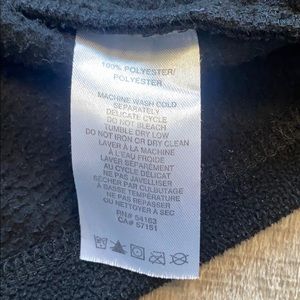 100% POLYESTER/
POLYESTER
MACHINE WASH COLD
SEPARATELY
DELICATE CYCLE
DO NOT BLEACH
TUMBLE DRY LOW
DO NOT IRON OR DRY CLEAN
LAVER À LA MACHINE
À L'EAU FROIDE
SÉPARÉMENT
AU CYCLE DÉLICAT
NE PAS JAVELLISER
SÉCHER PAR CULBUTAGE
À BASSE TEMPÉRATURE
NE PAS REPASSER
OU NETTOYER À SEC
RN# 54163
CA# 57151